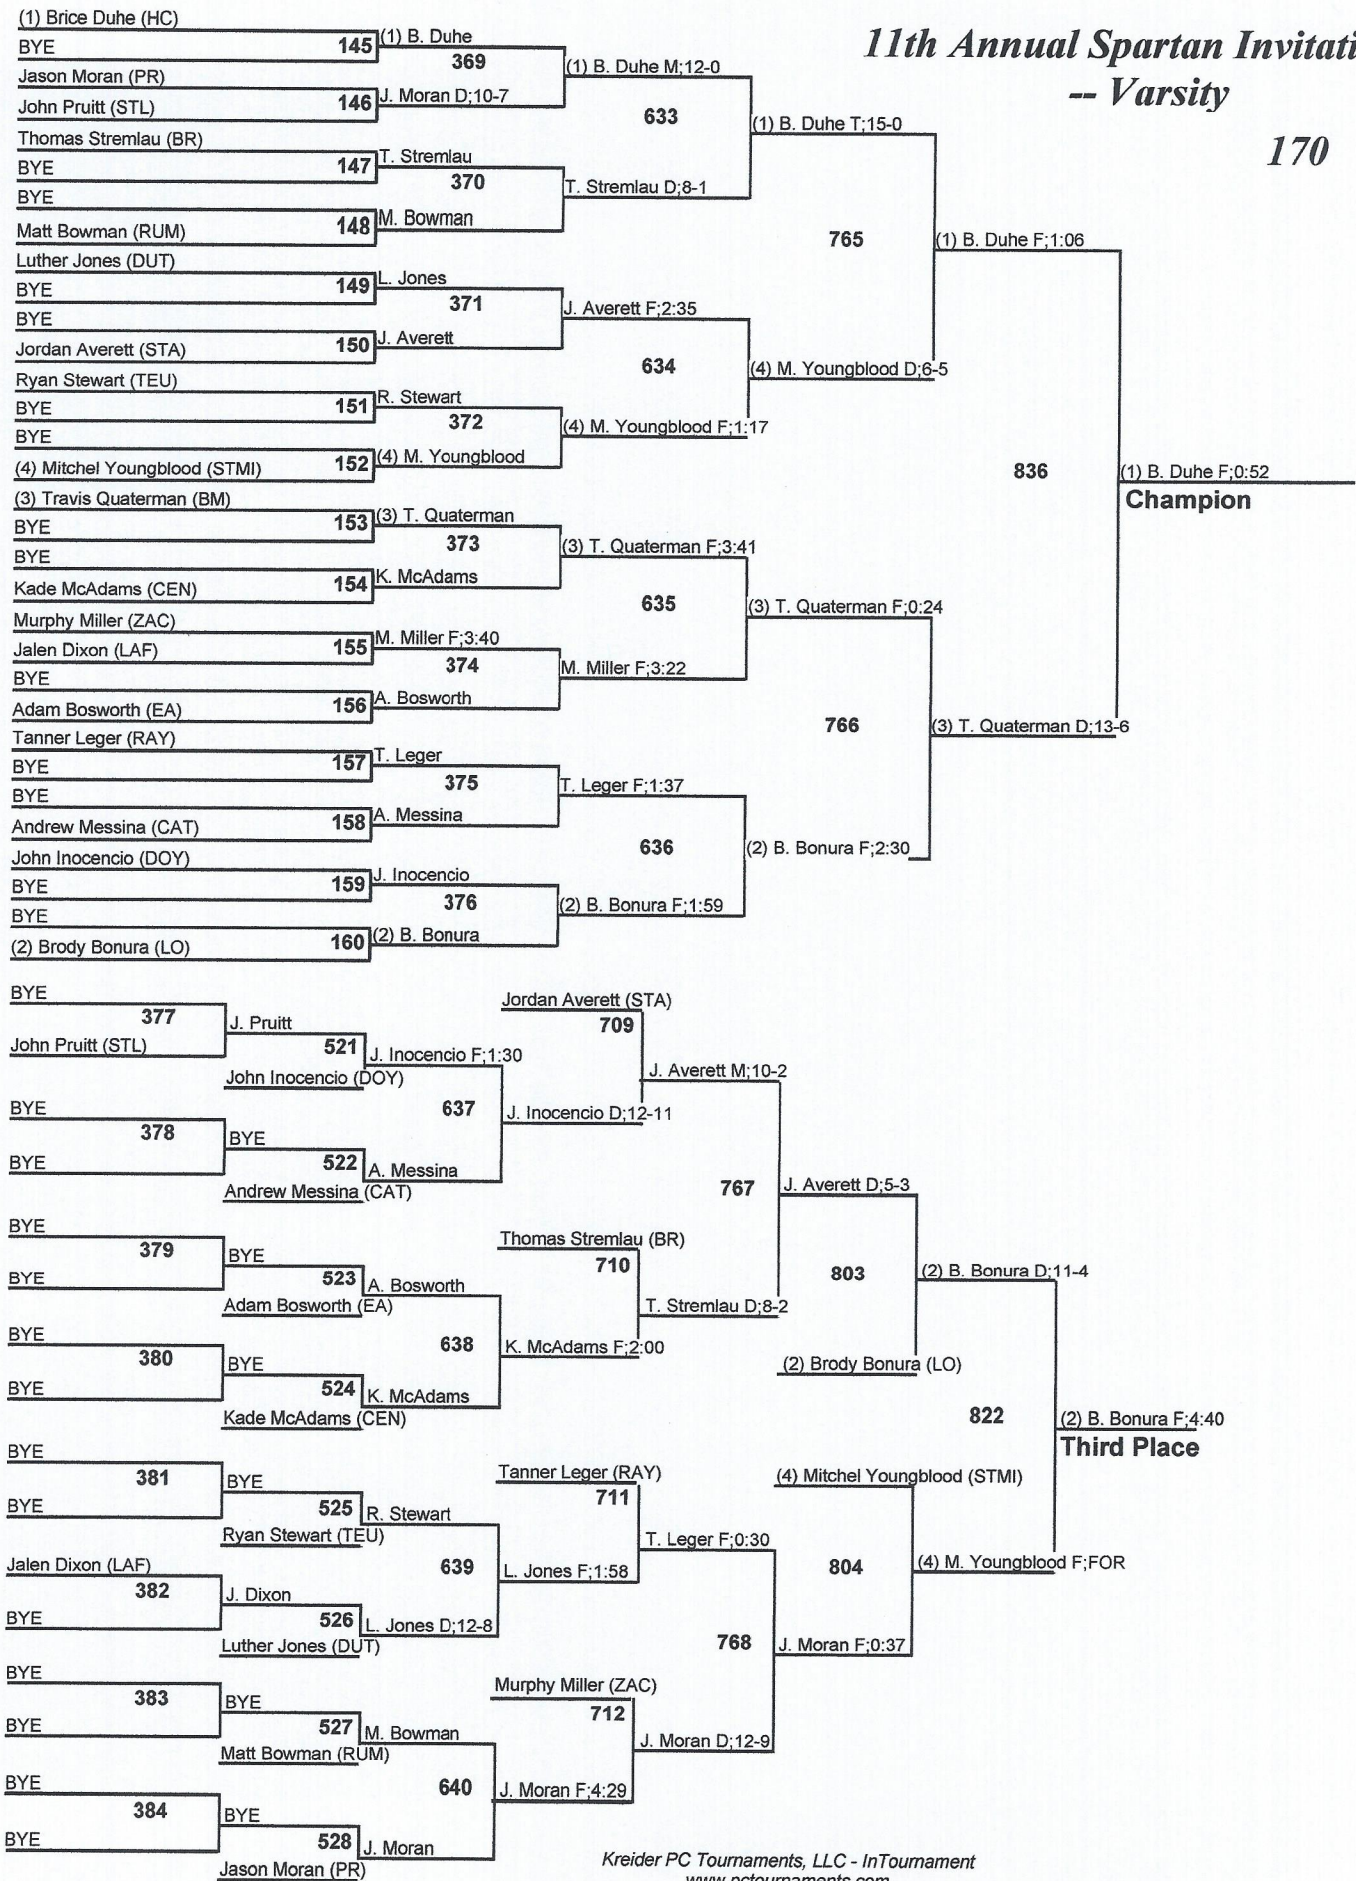 (1) Brice Duhe (HC)
BYE
145
(1) B. Duhe
369
Jason Moran (PR)
John Pruitt (STL)
146
J. Moran D;10-7
(1) B. Duhe M;12-0
633
Thomas Stremlau (BR)
BYE
147
T. Stremlau
370
BYE
Matt Bowman (RUM)
148
M. Bowman
T. Stremlau D;8-1
(1) B. Duhe T;15-0
765
Luther Jones (DUT)
BYE
149
L. Jones
371
BYE
Jordan Averett (STA)
150
J. Averett
J. Averett F;2:35
634
Ryan Stewart (TEU)
BYE
151
R. Stewart
372
BYE
(4) Mitchel Youngblood (STMI)
152
(4) M. Youngblood
(4) M. Youngblood F;1:17
(4) M. Youngblood D;6-5
(1) B. Duhe F;1:06
836
(3) Travis Quaterman (BM)
BYE
153
(3) T. Quaterman
373
BYE
Kade McAdams (CEN)
154
K. McAdams
(3) T. Quaterman F;3:41
635
Murphy Miller (ZAC)
Jalen Dixon (LAF)
155
M. Miller F;3:40
374
BYE
Adam Bosworth (EA)
156
A. Bosworth
M. Miller F;3:22
(3) T. Quaterman F;0:24
766
Tanner Leger (RAY)
BYE
157
T. Leger
375
BYE
Andrew Messina (CAT)
158
A. Messina
T. Leger F;1:37
636
John Inocencio (DOY)
BYE
159
J. Inocencio
376
BYE
(2) Brody Bonura (LO)
160
(2) B. Bonura
(2) B. Bonura F;1:59
(2) B. Bonura F;2:30
(3) T. Quaterman D;13-6
(1) B. Duhe F;0:52
Champion
11th Annual Spartan Invitati
-- Varsity
170
BYE
377
John Pruitt (STL)
J. Pruitt
521
John Inocencio (DOY)
J. Inocencio F;1:30
637
BYE
378
BYE
BYE
522
Andrew Messina (CAT)
A. Messina
Jordan Averett (STA)
709
J. Inocencio D;12-11
J. Averett M;10-2
767
BYE
379
BYE
BYE
523
Adam Bosworth (EA)
A. Bosworth
638
BYE
380
BYE
BYE
524
Kade McAdams (CEN)
K. McAdams
Thomas Stremlau (BR)
710
K. McAdams F;2:00
T. Stremlau D;8-2
J. Averett D;5-3
803
(2) Brody Bonura (LO)
(2) B. Bonura D;11-4
822
(2) B. Bonura F;4:40
Third Place
BYE
381
BYE
BYE
525
Ryan Stewart (TEU)
R. Stewart
639
Jalen Dixon (LAF)
382
BYE
J. Dixon
526
Luther Jones (DUT)
L. Jones D;12-8
Tanner Leger (RAY)
711
L. Jones F;1:58
T. Leger F;0:30
768
BYE
383
BYE
BYE
527
Matt Bowman (RUM)
M. Bowman
640
BYE
384
BYE
BYE
528
Jason Moran (PR)
J. Moran
Murphy Miller (ZAC)
712
J. Moran F;4:29
J. Moran D;12-9
(4) Mitchel Youngblood (STMI)
804
J. Moran F;0:37
(4) M. Youngblood F;FOR
Kreider PC Tournaments, LLC - InTournament
www.pctournaments.com